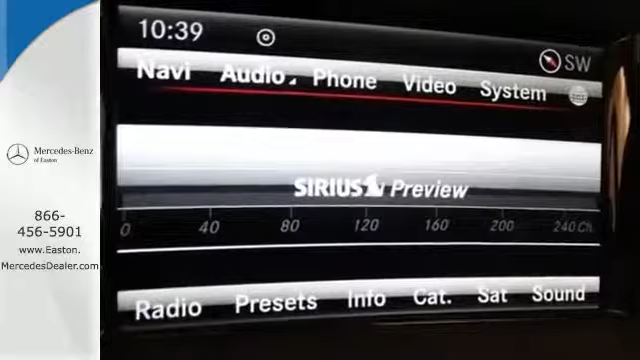 10:39
SW
Navi Audio Phone Video System
SIRIUS Preview
0 40 80 120 160 200 240 Ch.
Radio Presets Info Cat. Sat Sound
Mercedes-Benz
of Easton
866-
456-5901
www.Easton.
MercedesDealer.com